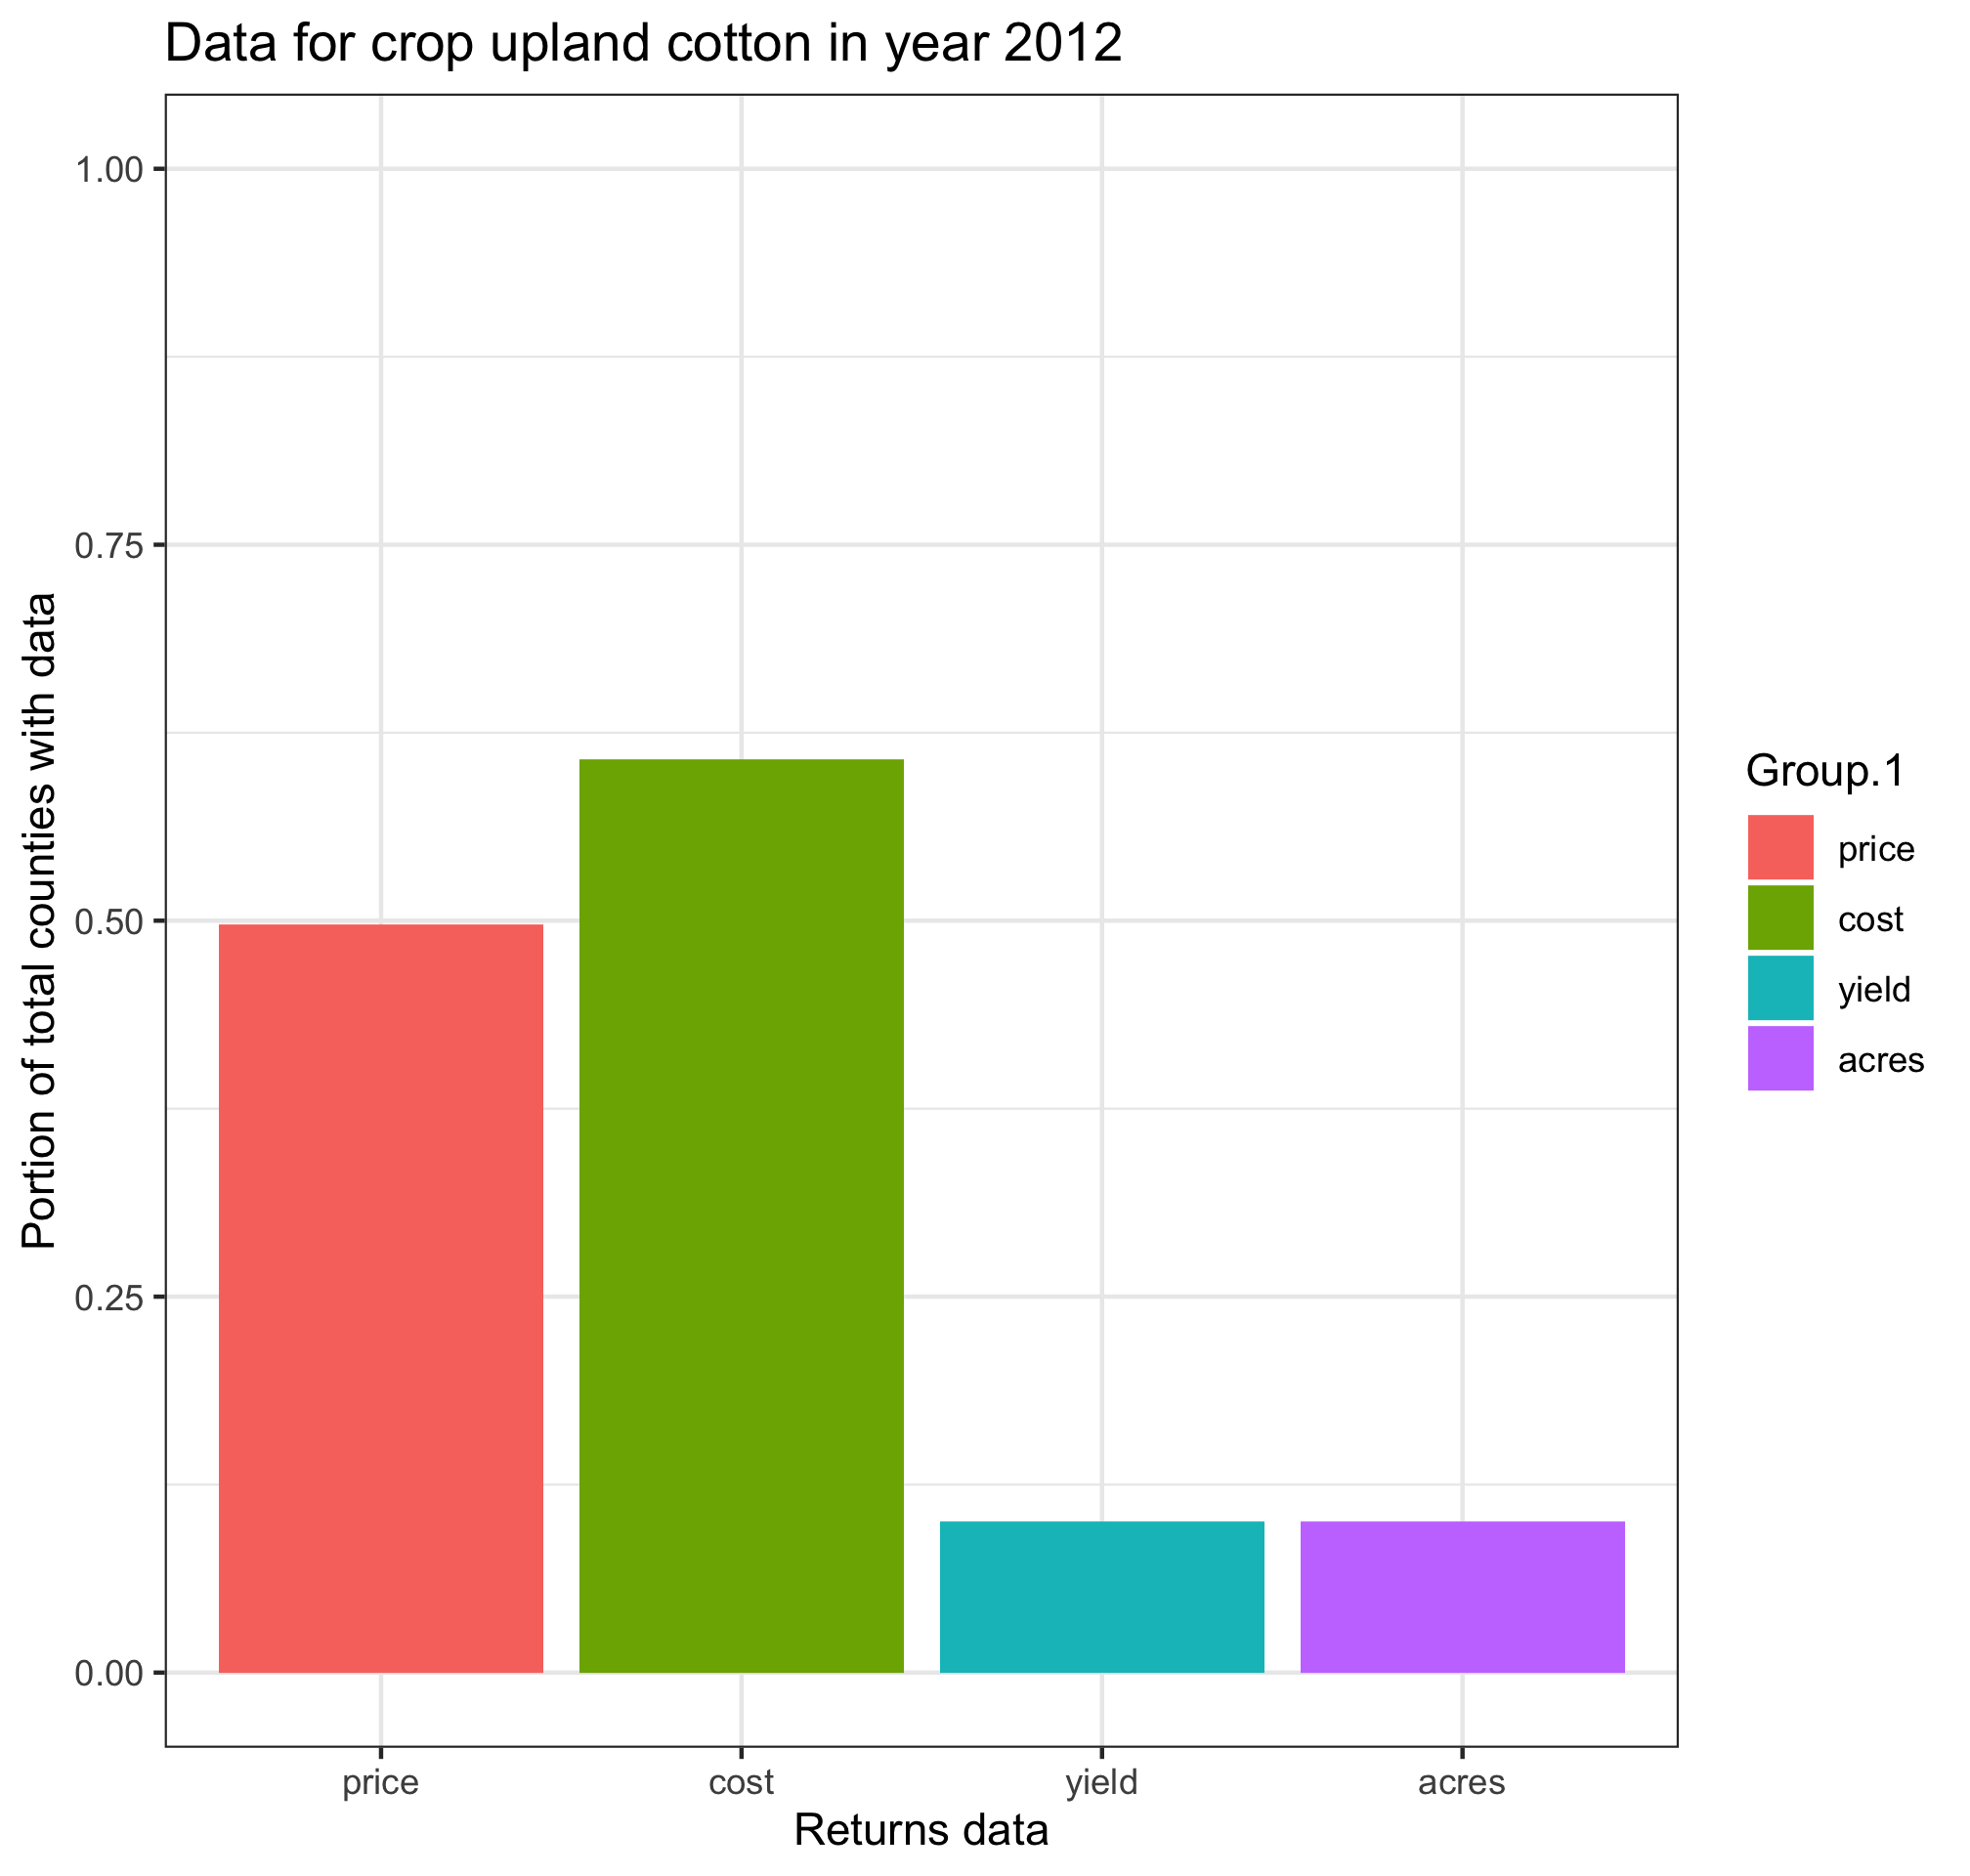 Data for crop upland cotton in year 2012
Portion of total counties with data
1.00
0.75
0.50
0.25
0.00
price
cost
yield
acres
Returns data
Group.1
price
cost
yield
acres